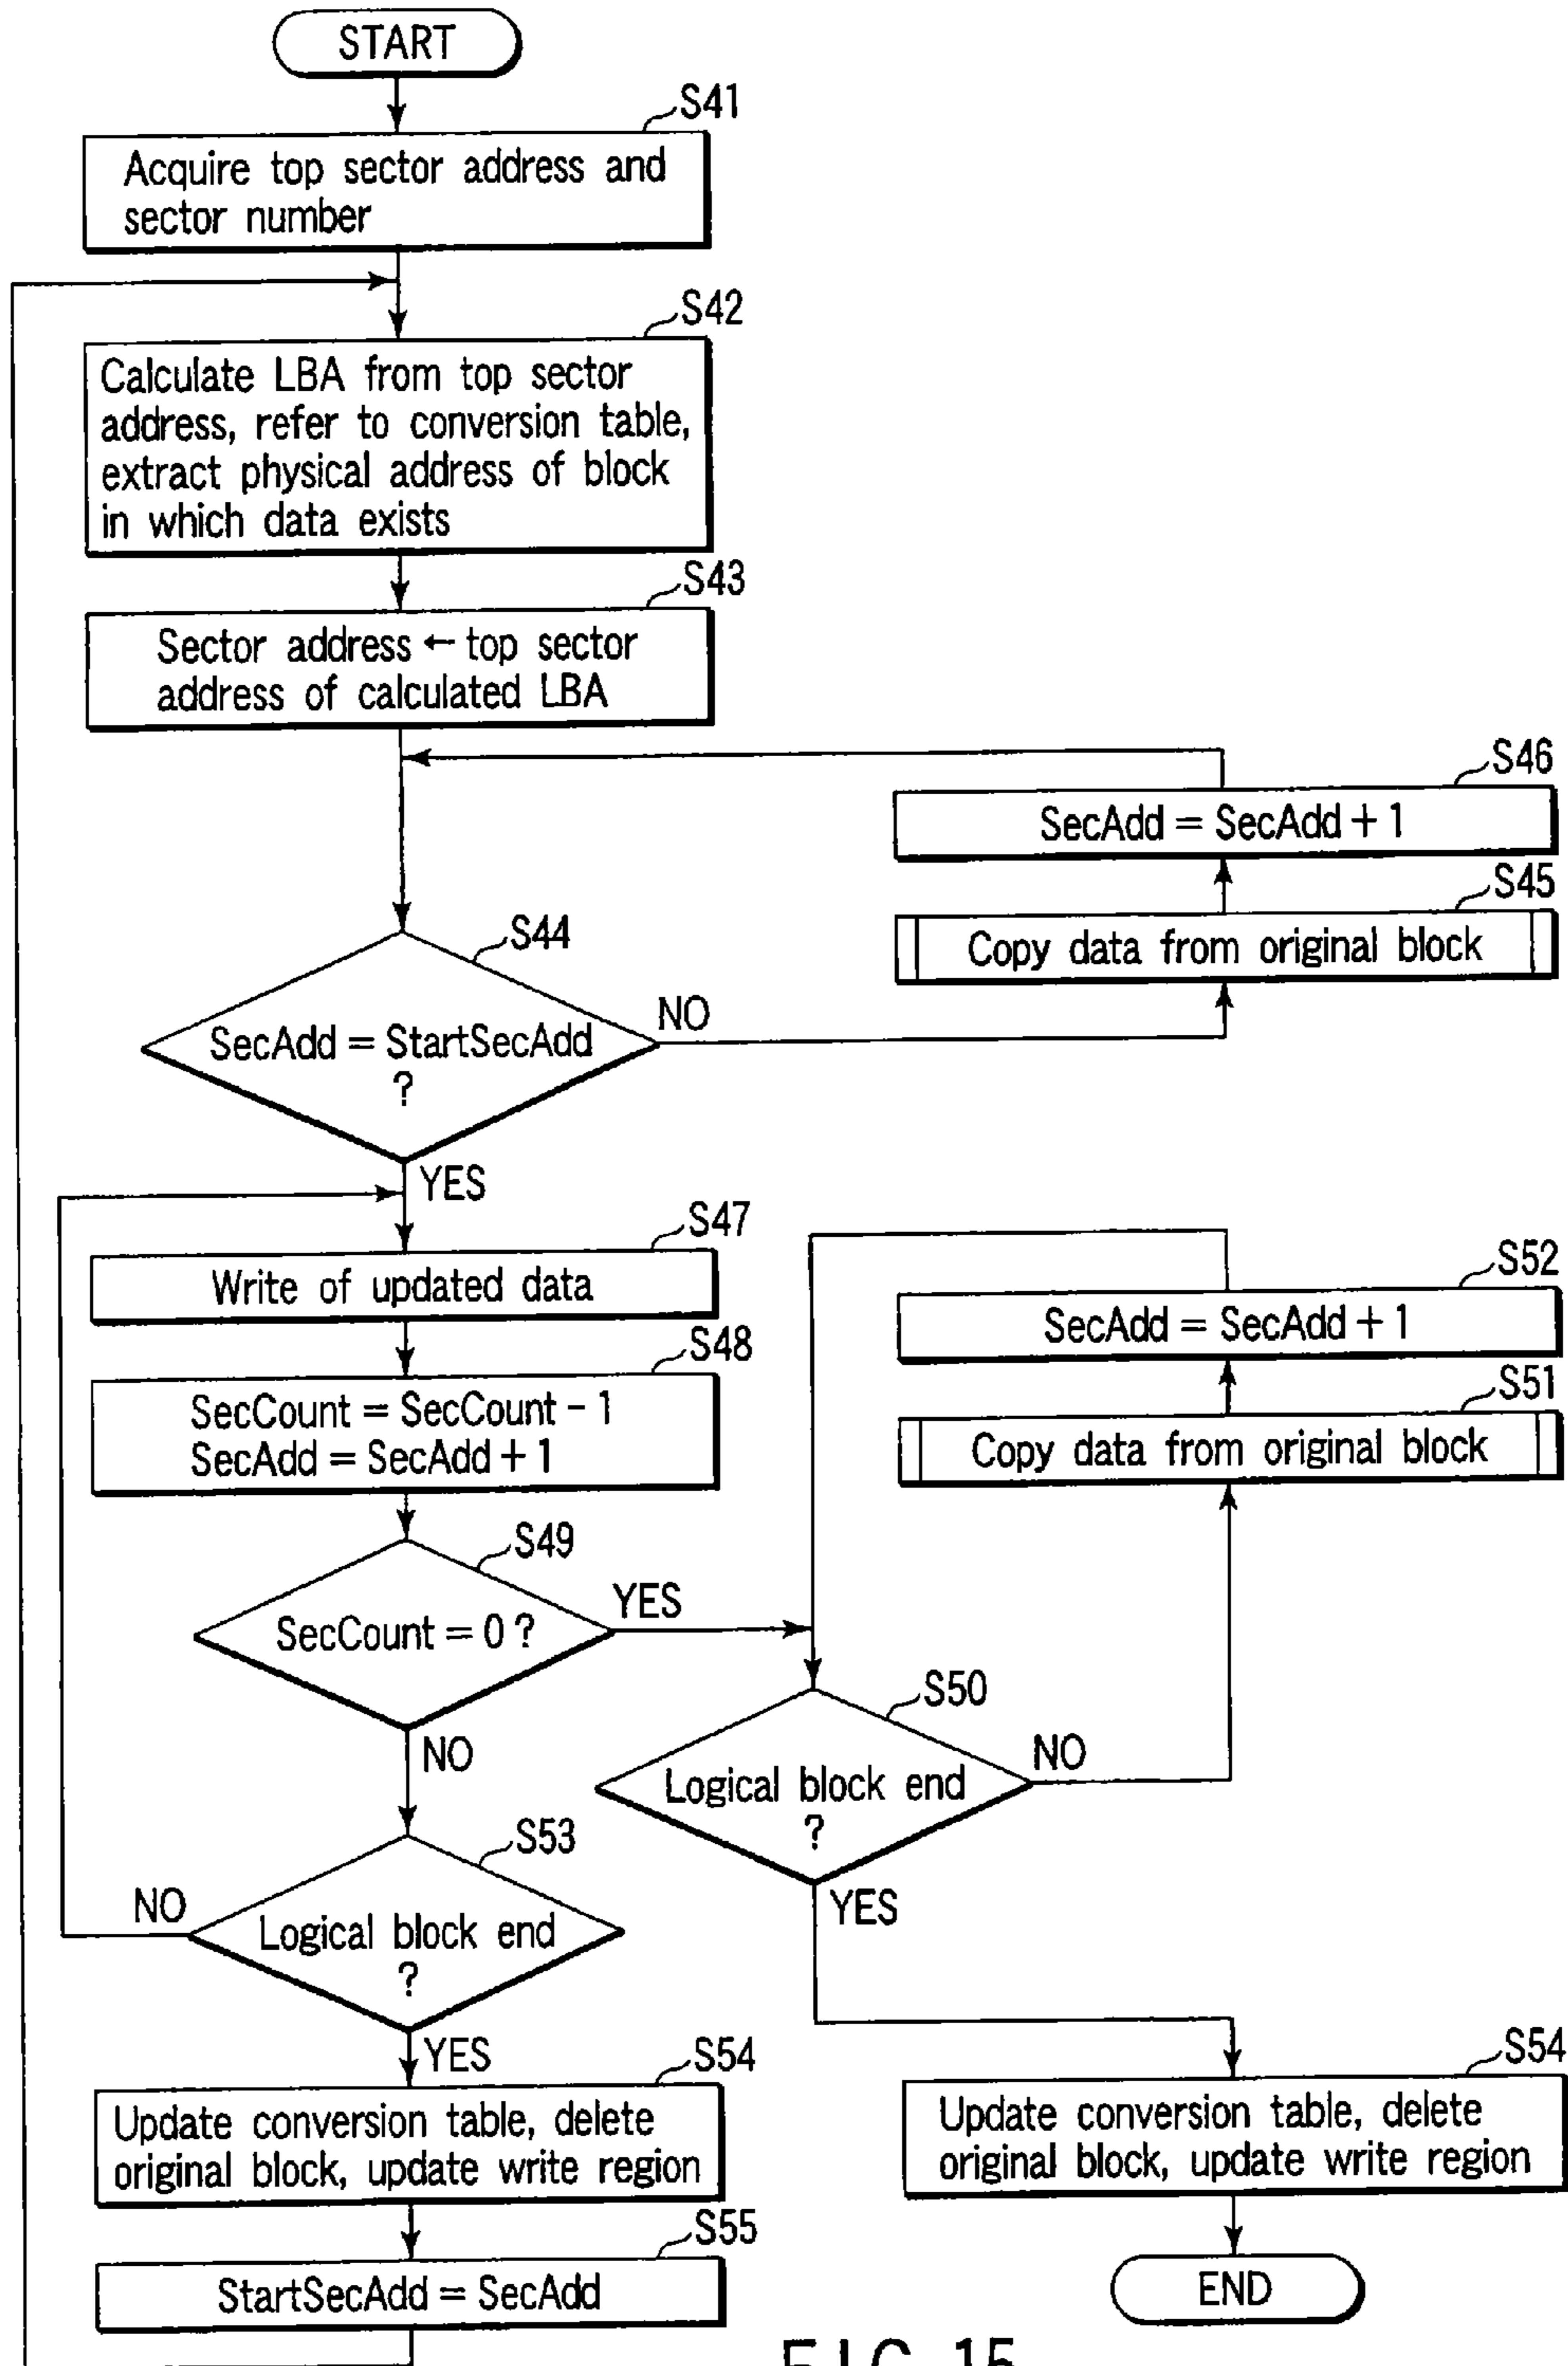 START
S41
Acquire top sector address and
sector number
S42
Calculate LBA from top sector
address, refer to conversion table,
extract physical address of block
in which data exists
S43
Sector address ← top sector
address of calculated LBA
S46
SecAdd = SecAdd + 1
S45
Copy data from original block
S44
SecAdd = StartSecAdd
?
NO
YES
S47
Write of updated data
S48
SecCount = SecCount - 1
SecAdd = SecAdd + 1
S52
SecAdd = SecAdd + 1
S51
Copy data from original block
S49
SecCount = 0 ?
YES
NO
S50
Logical block end
?
NO
YES
S53
Logical block end
?
NO
YES
S54
Update conversion table, delete
original block, update write region
S54
Update conversion table, delete
original block, update write region
S55
StartSecAdd = SecAdd
END
FIG. 15